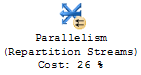 Parallelism
(Repartition Streams)
Cost: 26 %